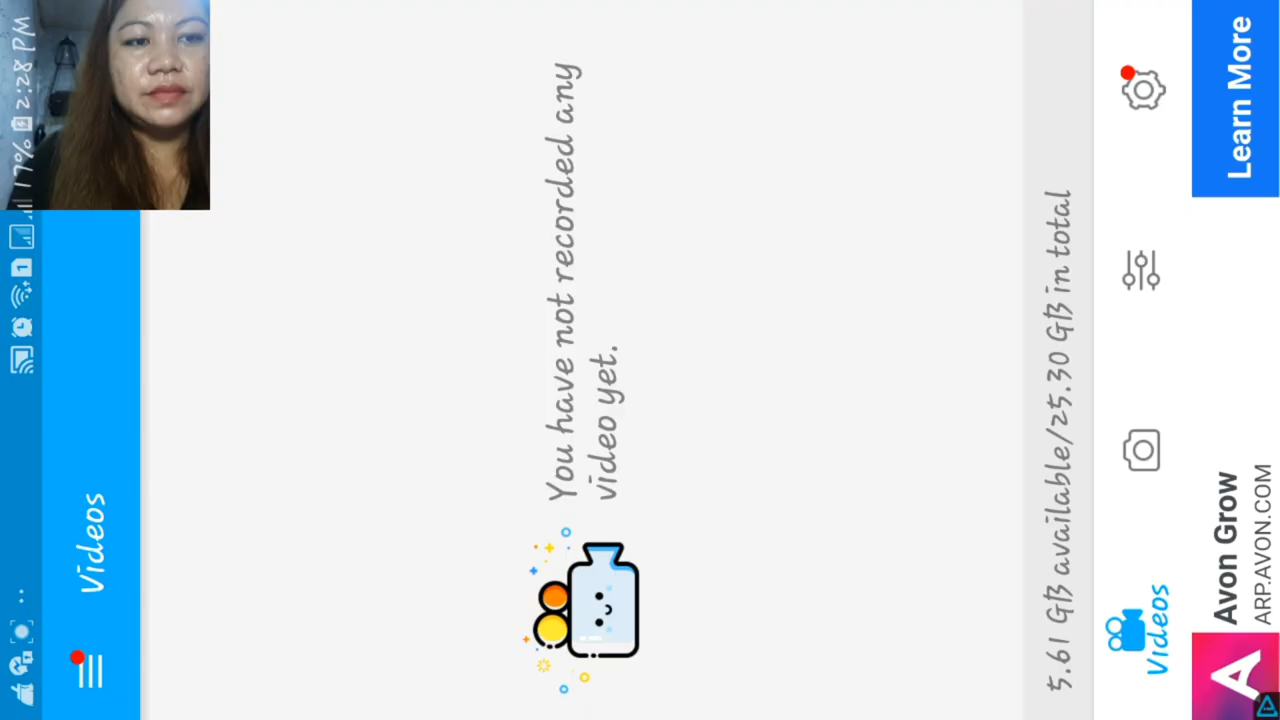 17% 2:28 PM
Videos
You have not recorded any
video yet.
5.61 GB available/25.30 GB in total
Videos
Avon Grow
ARP.AVON.COM
Learn More